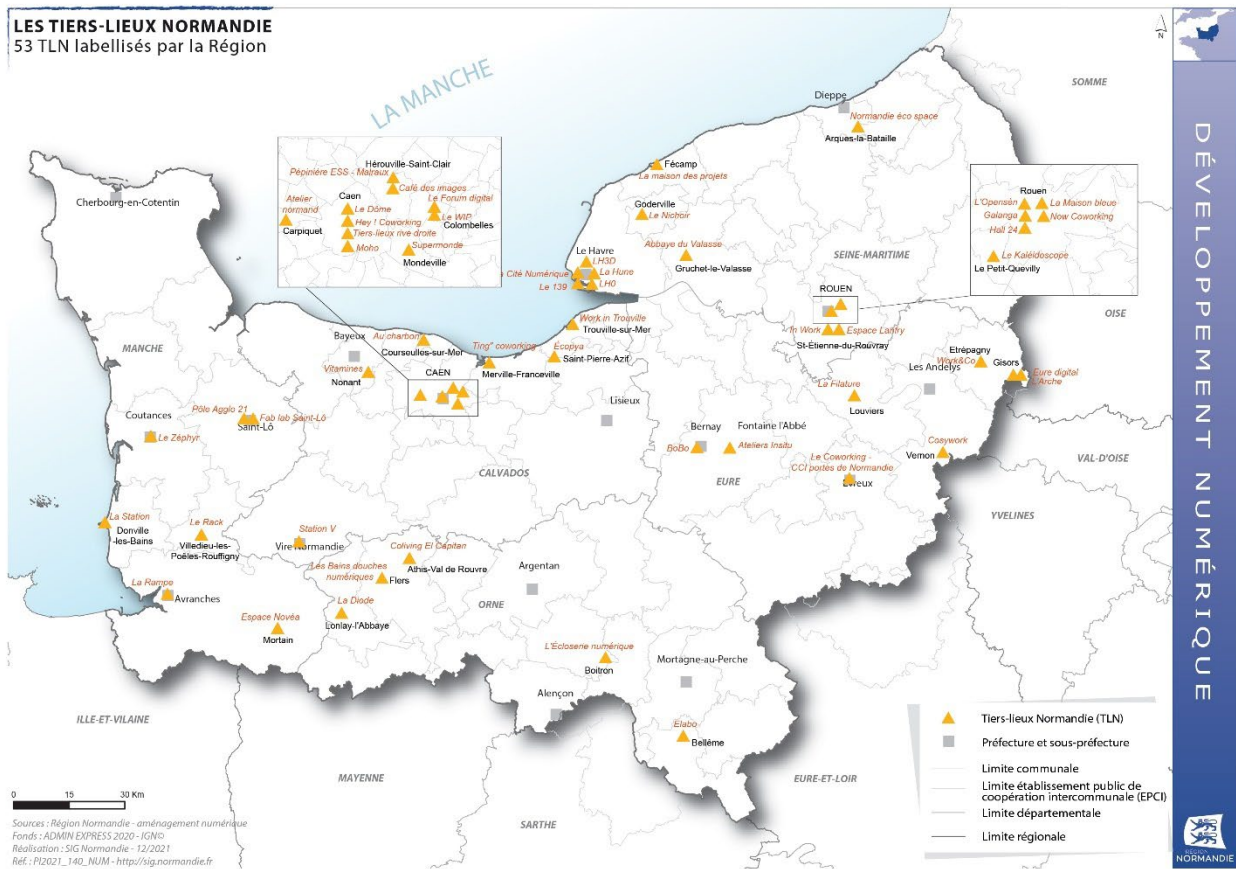 LES TIERS-LIEUX NORMANDIE
53 TLN labellisés par la Région
N
LA MANCHE
SOMME
Dieppe
Normandie éco space
Arques-la-Bataille
Fécamp
La maison des projets
Goderville
Le Nichoir
Abbaye du Valasse
Gruchet-le-Valasse
SEINE-MARITIME
Le Havre
LH3D
Cité Numérique
La Hune
Le 139
LH0
Hérouville-Saint-Clair
Pépinière ESS - Malraux
Café des images
Atelier
normand
Carpiquet
Caen
Le Dôme
Hey ! Coworking
Tiers-lieux rive droite
Moho
Le Forum digital
Le WIP
Colombelles
Supermonde
Mondeville
Rouen
L'Opensèn
La Maison bleue
Galanga
Now Coworking
Hall 24
Le Kaléidoscope
Le Petit-Quevilly
Cherbourg-en-Cotentin
MANCHE
ROUEN
In Work
Espace Lanfry
St-Étienne-du-Rouvray
OISE
Work in Trouville
Trouville-sur-Mer
Ting" coworking
Merville-Franceville
Écopya
Saint-Pierre-Azif
Bayeux
Au charbon
Courseulles-sur-Mer
Vitamines
Nonant
CAEN
Lisieux
Etrépagny
Work&Co
Gisors
Eure digital
L'Arche
Les Andelys
La Filature
Louviers
Coutances
Le Zéphyr
Pôle Agglo 21
Fab lab Saint-Lô
Saint-Lô
Bernay
BoBo
Fontaine l'Abbé
Ateliers Insitu
Cosywork
Vernon
Le Coworking -
CCI portes de Normandie
Evreux
CALVADOS
EURE
VAL-D'OISE
YVELINES
La Station
Donville
-les-Bains
Le Rack
Villedieu-les-
Poêles-Rouffigny
Station V
Vire Normandie
Coliving El Capitan
Athis-Val de Rouvre
Les Bains douches
numériques
Flers
Argentan
ORNE
La Rampe
Avranches
La Diode
Lonlay-l'Abbaye
Espace Novéa
Mortain
L'Écloserie numérique
Boitron
Mortagne-au-Perche
Alençon
Elabo
Bellême
ILLE-ET-VILAINE
MAYENNE
SARTHE
EURE-ET-LOIR
Tiers-lieux Normandie (TLN)
Préfecture et sous-préfecture
Limite communale
Limite établissement public de
coopération intercommunale (EPCI)
Limite départementale
Limite régionale
0 15 30 Km
Sources : Région Normandie - aménagement numérique
Fonds : ADMIN EXPRESS 2020 - IGN©
Réalisation : SIG Normandie - 12/2021
Réf. : PI2021_140_NUM - http://sig.normandie.fr
DÉVELOPPEMENT NUMÉRIQUE
RÉGION
NORMANDIE